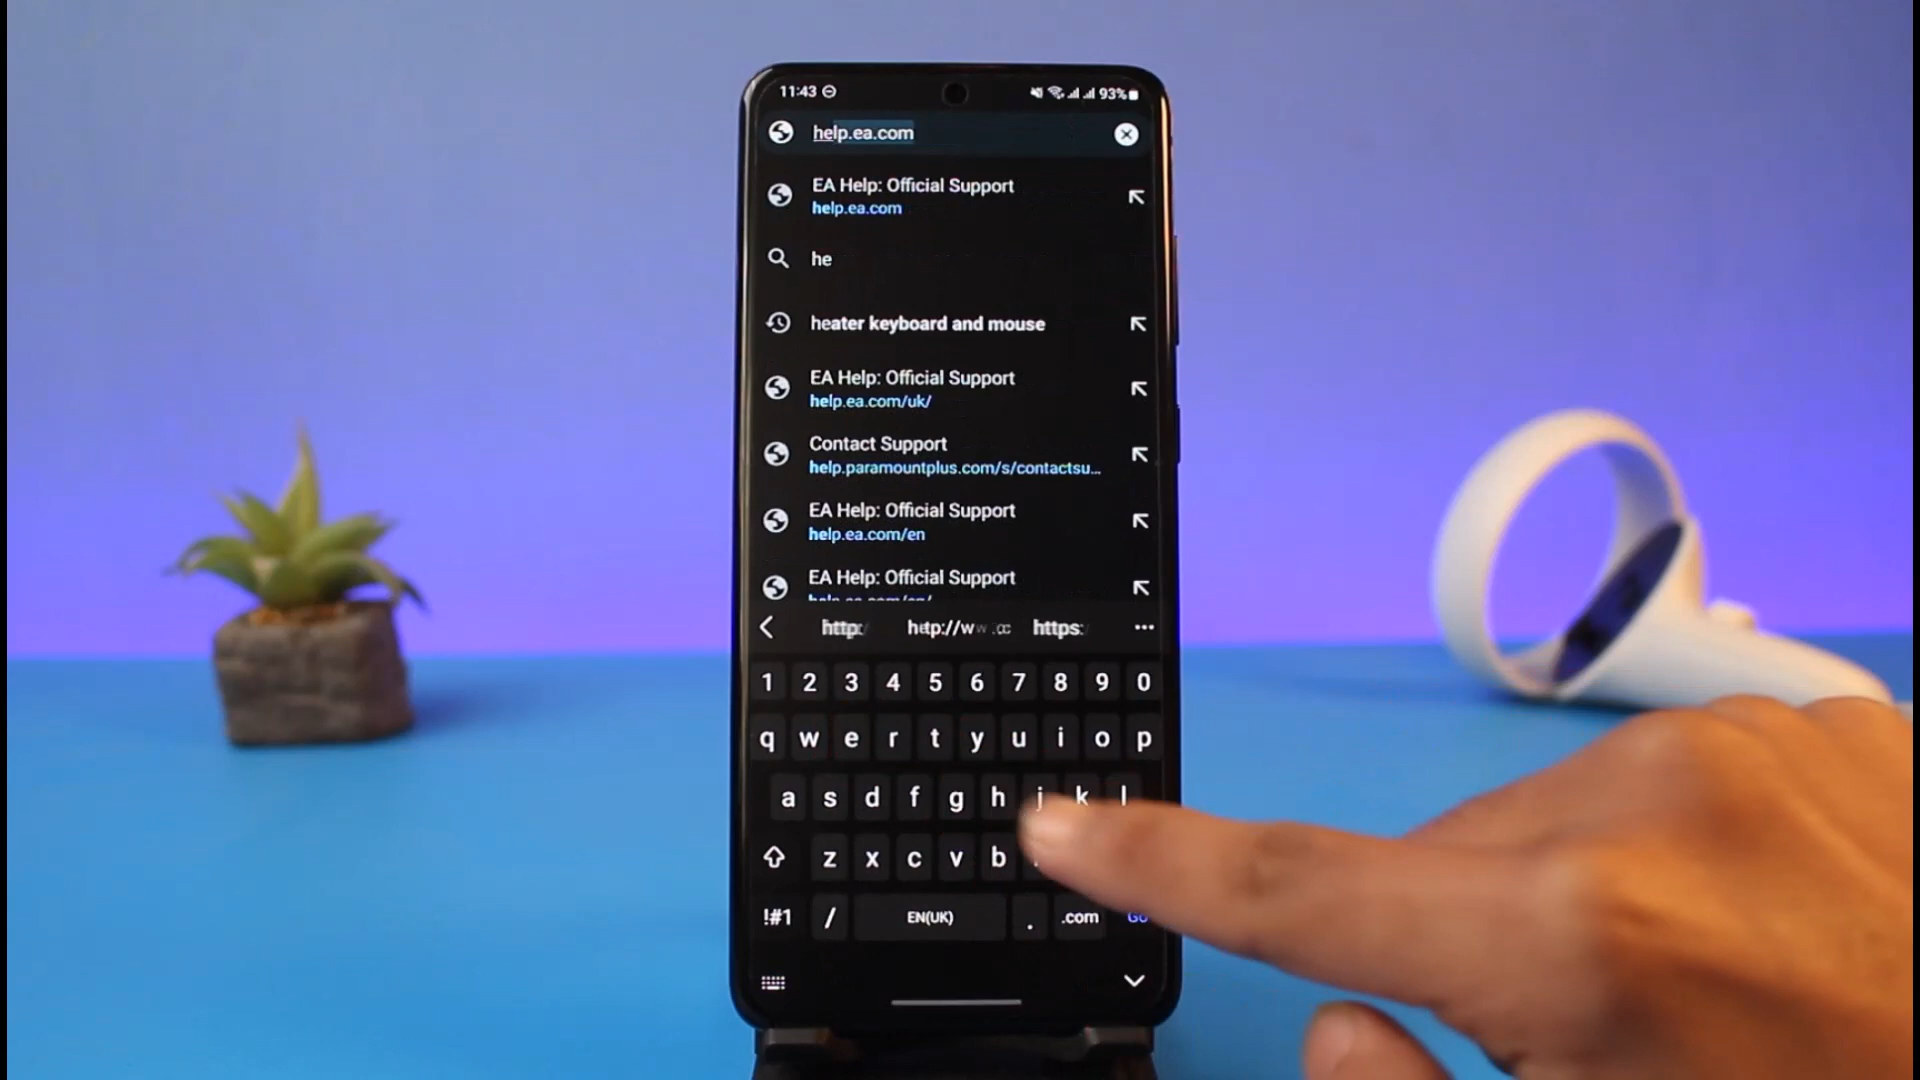 11:43
93%
help.ea.com
EA Help: Official Support
help.ea.com
he
heater keyboard and mouse
EA Help: Official Support
help.ea.com/uk/
Contact Support
help.paramountplus.com/s/contactsu...
EA Help: Official Support
help.ea.com/en
EA Help: Official Support
http: http://w https:
1 2 3 4 5 6 7 8 9 0
q w e r t y u i o p
a s d f g h j k l
z x c v b
!#1 / EN(UK) . .com Go